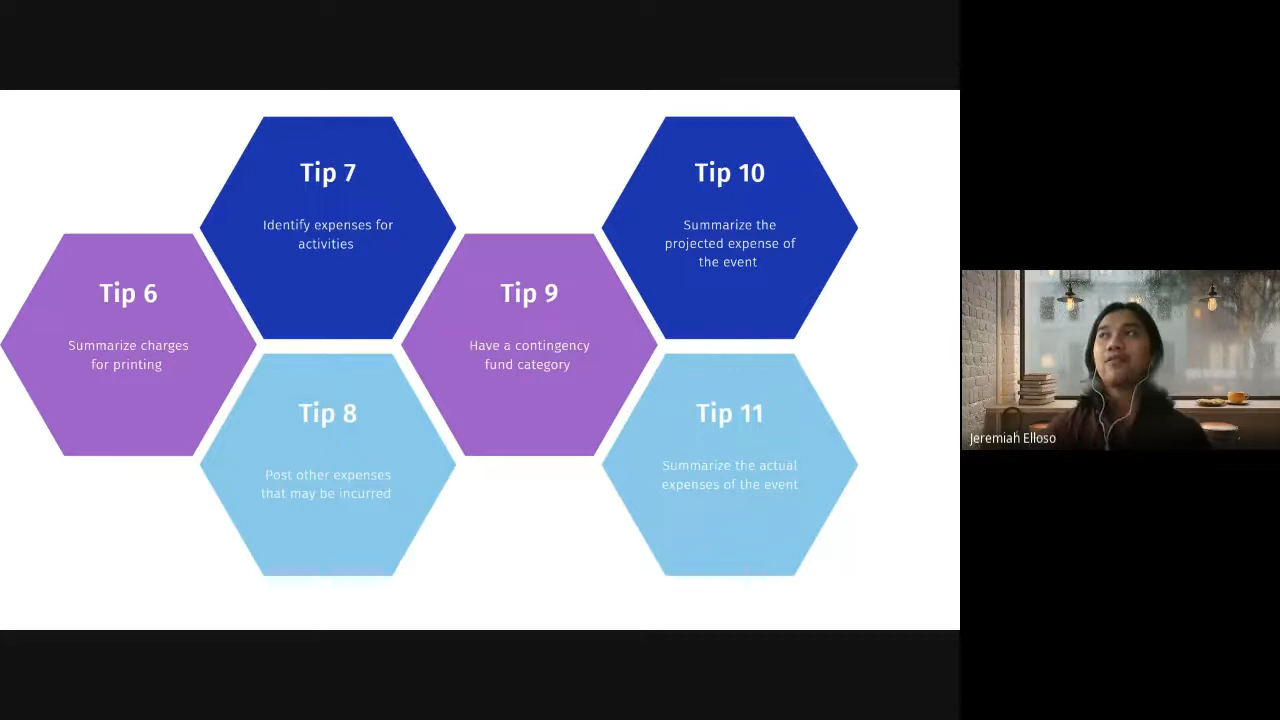 Tip 6
Summarize charges
for printing
Tip 7
Identify expenses for
activities
Tip 8
Post other expenses
that may be incurred
Tip 9
Have a contingency
fund category
Tip 10
Summarize the
projected expense of
the event
Tip 11
Summarize the actual
expenses of the event
Jeremiah Elloso